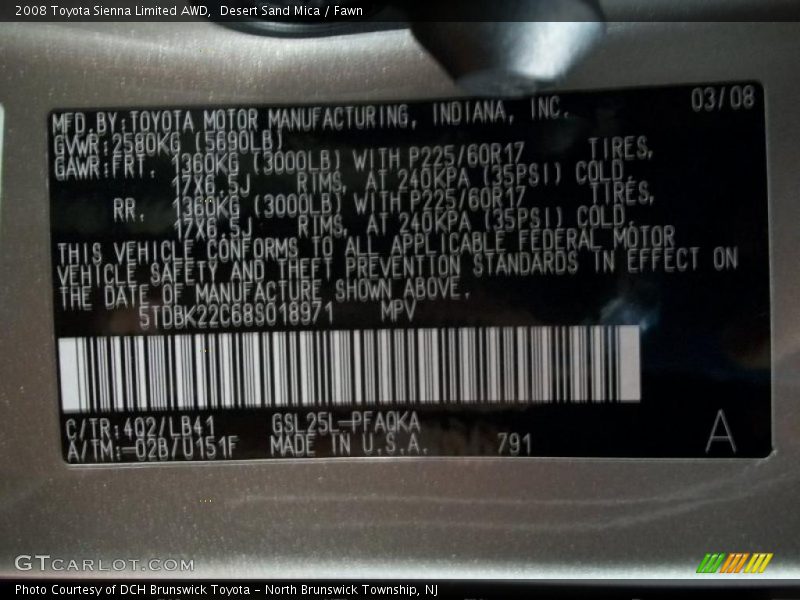 2008 Toyota Sienna Limited AWD,  Desert Sand Mica / Fawn
03/08
MFD.BY:TOYOTA MOTOR MANUFACTURING, INDIANA, INC.
GVWR:2580KG (5690LB)
GAWR:FRT. 1360KG (3000LB) WITH P225/60R17 TIRES,
17X6.5J RIMS, AT 240KPA (35PSI) COLD.
RR. 1360KG (3000LB) WITH P225/60R17 TIRES,
17X6.5J RIMS, AT 240KPA (35PSI) COLD.
THIS VEHICLE CONFORMS TO ALL APPLICABLE FEDERAL MOTOR
VEHICLE SAFETY AND THEFT PREVENTION STANDARDS IN EFFECT ON
THE DATE OF MANUFACTURE SHOWN ABOVE.
5TDBK22C68S018971 MPV
C/TR:4Q2/LB41 GSL25L-PFAQKA
A/TM:-02B/U151F MADE IN U.S.A. 791 A
GTCARLOT.COM
Photo Courtesy of DCH Brunswick Toyota – North Brunswick Township, NJ